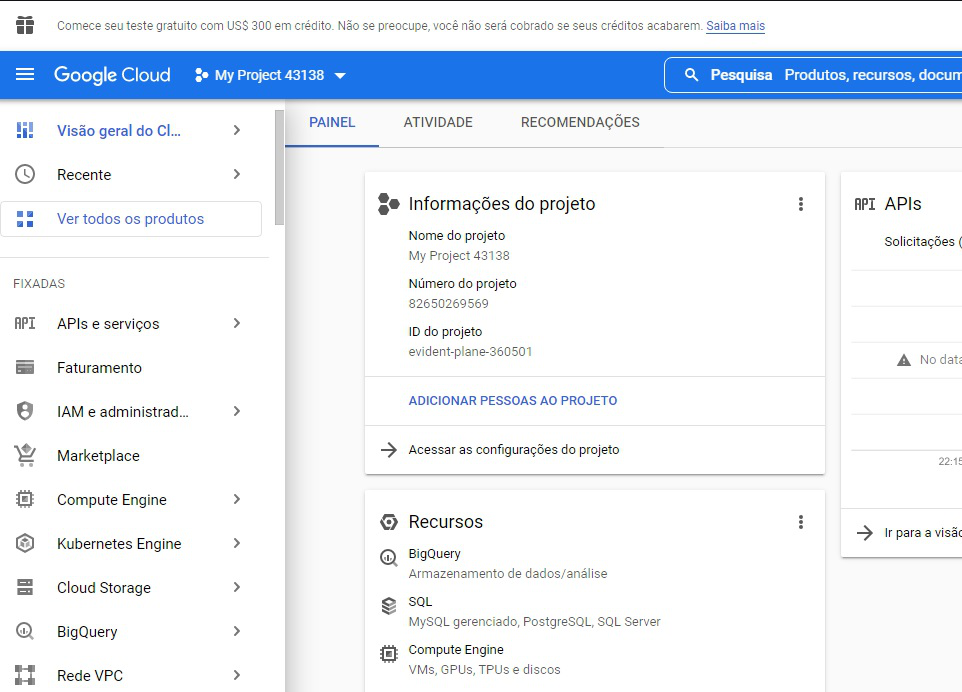 Comece seu teste gratuito com US$ 300 em crédito. Não se preocupe, você não será cobrado se seus créditos acabarem. Saiba mais
Google Cloud
My Project 43138
Pesquisa Produtos, recursos, docum
Visão geral do Cl...
Recente
Ver todos os produtos
FIXADAS
APIs e serviços
Faturamento
IAM e administrad...
Marketplace
Compute Engine
Kubernetes Engine
Cloud Storage
BigQuery
Rede VPC
PAINEL
ATIVIDADE
RECOMENDAÇÕES
Informações do projeto
Nome do projeto
My Project 43138
Número do projeto
82650269569
ID do projeto
evident-plane-360501
ADICIONAR PESSOAS AO PROJETO
Acessar as configurações do projeto
Recursos
BigQuery
Armazenamento de dados/análise
SQL
MySQL gerenciado, PostgreSQL, SQL Server
Compute Engine
VMs, GPUs, TPUs e discos
API APIs
Solicitações (
No data
22:15
Ir para a visão